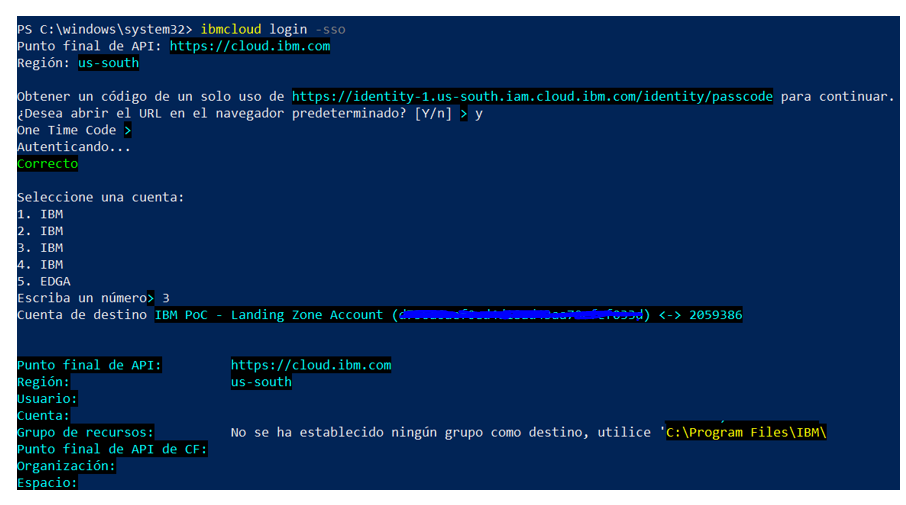 PS C:\windows\system32> ibmcloud login -sso
Punto final de API: https://cloud.ibm.com
Región: us-south
Obtener un código de un solo uso de https://identity-1.us-south.iam.cloud.ibm.com/identity/passcode para continuar.
¿Desea abrir el URL en el navegador predeterminado? [Y/n] > y
One Time Code >
Autenticando...
Correcto
Seleccione una cuenta:
1. IBM
2. IBM
3. IBM
4. IBM
5. EDGA
Escriba un número> 3
Cuenta de destino IBM PoC - Landing Zone Account () <-> 2059386
Punto final de API: https://cloud.ibm.com
Región: us-south
Usuario:
Cuenta:
Grupo de recursos: No se ha establecido ningún grupo como destino, utilice 'C:\Program Files\IBM\
Punto final de API de CF:
Organización:
Espacio: